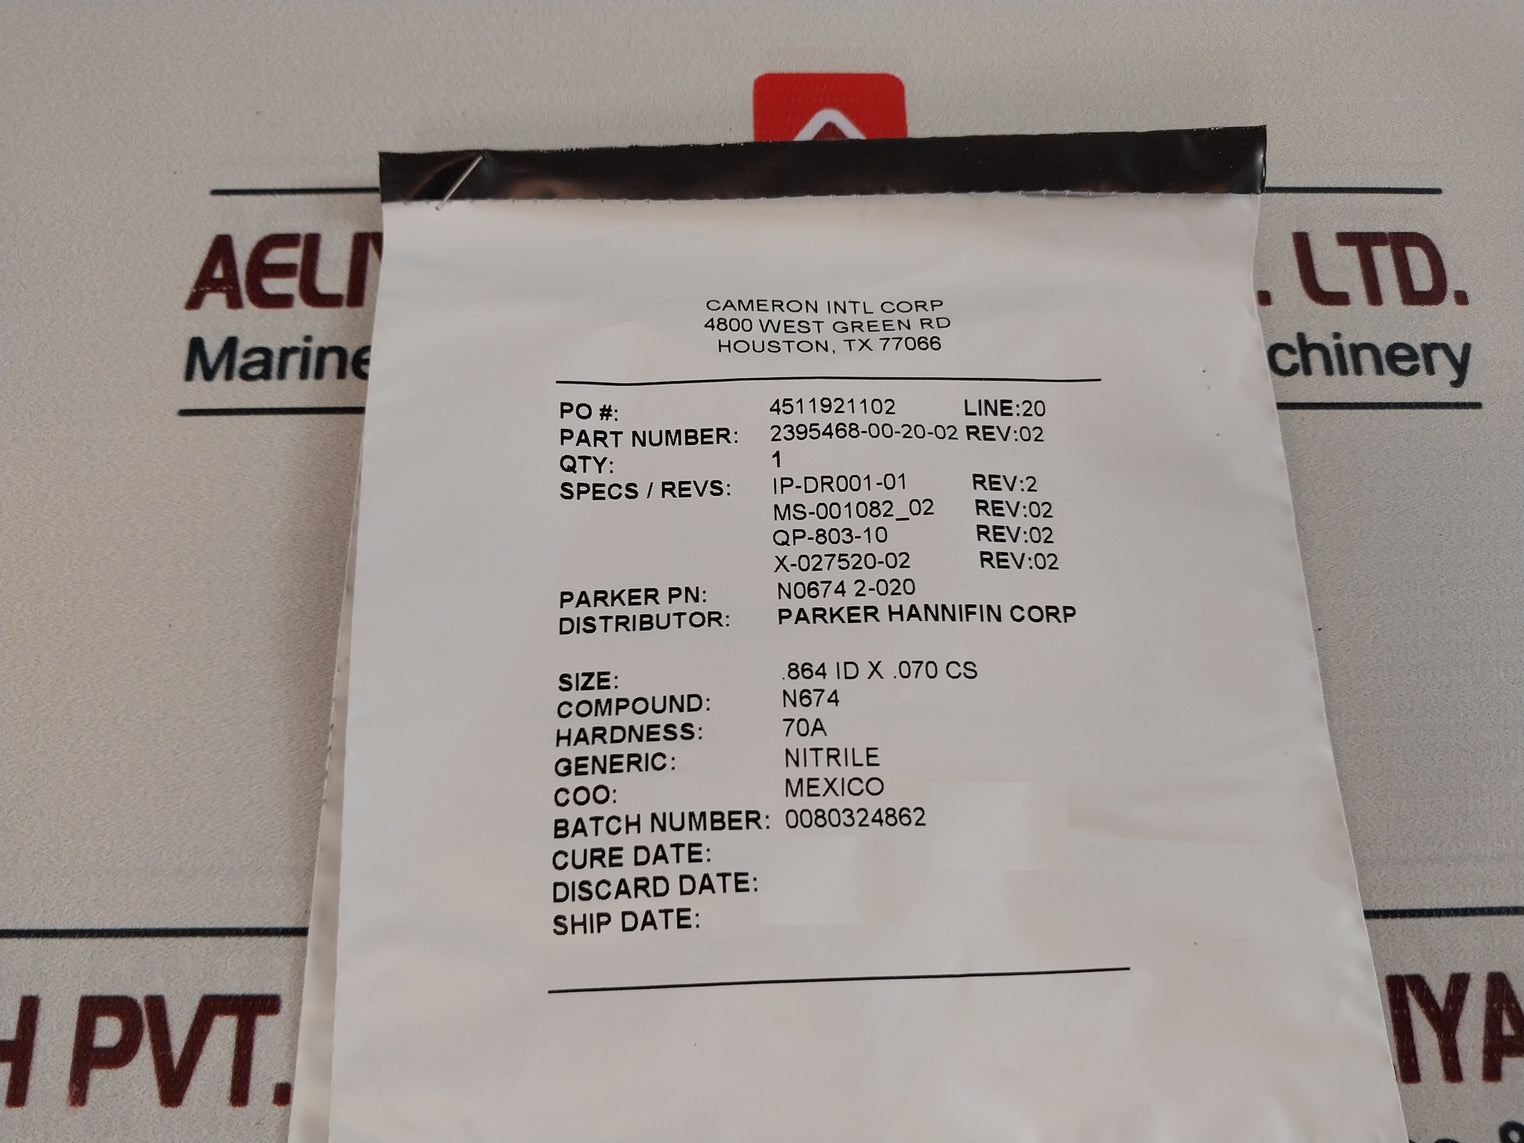 AELIY
. LTD.
Marine
chinery
CAMERON INTL CORP
4800 WEST GREEN RD
HOUSTON, TX 77066
PO #: 4511921102 LINE:20
PART NUMBER: 2395468-00-20-02 REV:02
QTY: 1
SPECS / REVS: IP-DR001-01 REV:2
MS-001082_02 REV:02
QP-803-10 REV:02
X-027520-02 REV:02
PARKER PN: N0674 2-020
DISTRIBUTOR: PARKER HANNIFIN CORP
SIZE: .864 ID X .070 CS
COMPOUND: N674
HARDNESS: 70A
GENERIC: NITRILE
COO: MEXICO
BATCH NUMBER: 0080324862
CURE DATE:
DISCARD DATE:
SHIP DATE:
H PVT.
IYA
&